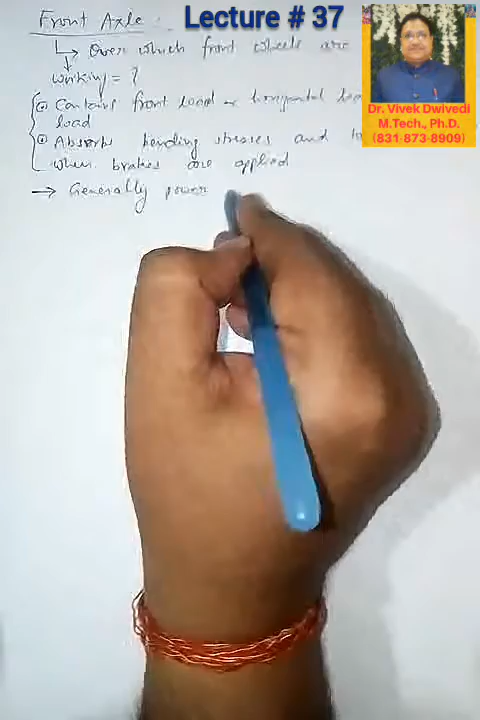 Lecture # 37
Front Axle :-
↳ Over which front wheels are
↓
working = ?
⊙ Contains front load & horizontal
load
⊙ Absorbs bending stresses and to
when brakes are applied
→ Generally power
Dr. Vivek Dwivedi
M.Tech., Ph.D.
(831-873-8909)